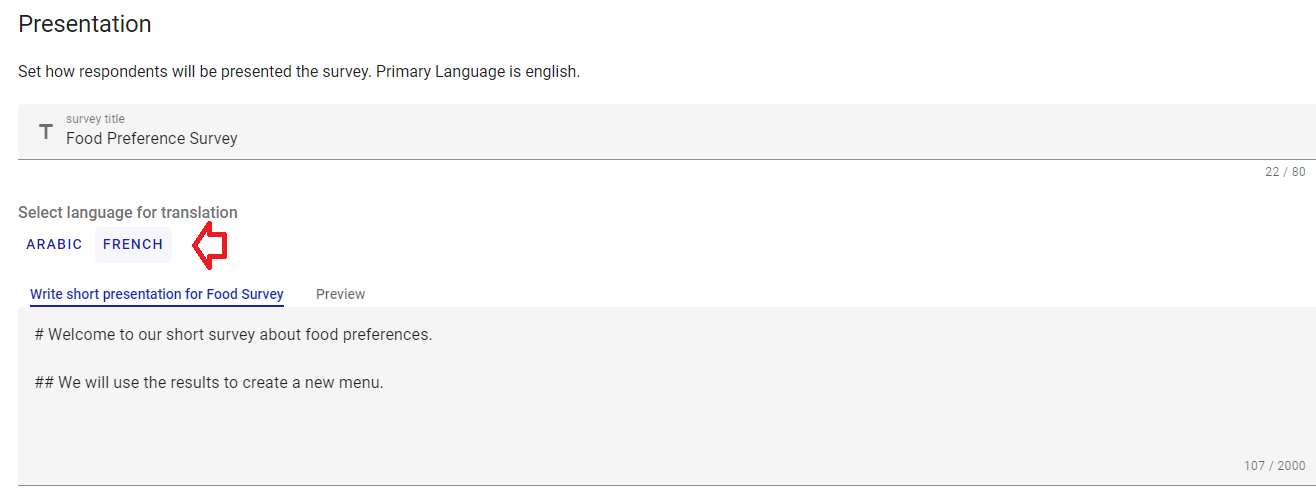 Presentation
Set how respondents will be presented the survey. Primary Language is english.
survey title
T Food Preference Survey
22 / 80
Select language for translation
ARABIC FRENCH
Write short presentation for Food Survey Preview
# Welcome to our short survey about food preferences.
## We will use the results to create a new menu.
107 / 2000